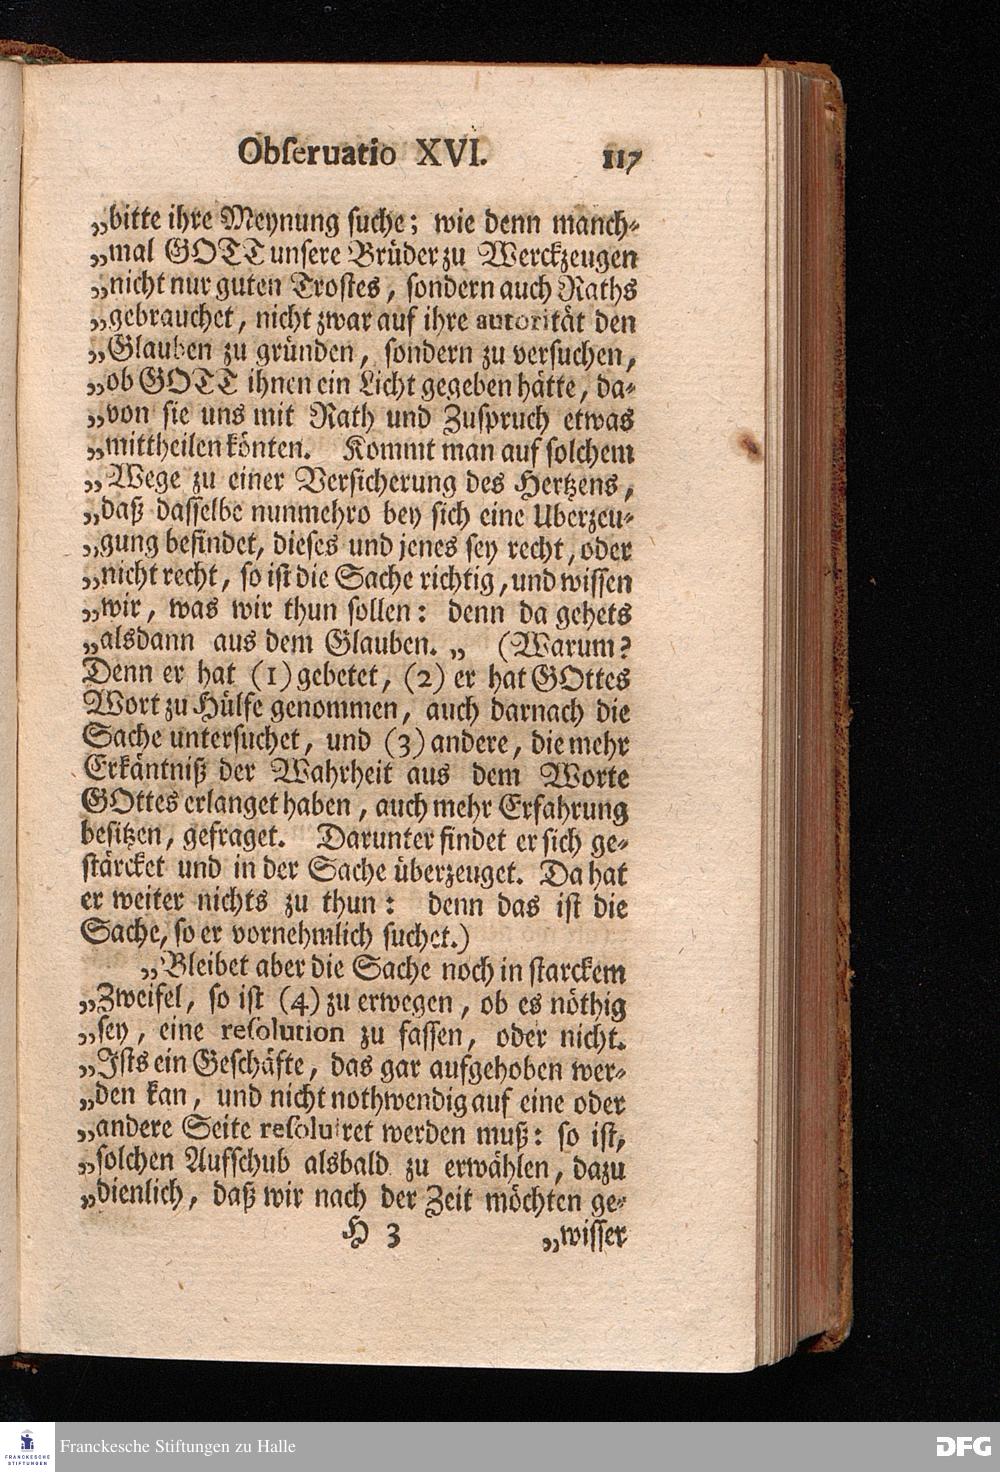 Obseruatio XVI. 117
„bitte ihre Meynung suche; wie denn manch-
„mal GOTT unsere Brüder zu Werckzeugen
„nicht nur guten Trostes, sondern auch Raths
„gebrauchet, nicht zwar auf ihre autorität den
„Glauben zu gründen, sondern zu versuchen,
„ob GOTT ihnen ein Licht gegeben hätte, da-
„von sie uns mit Rath und Zuspruch etwas
„mittheilen könten. Kommt man auf solchem
„Wege zu einer Versicherung des Hertzens,
„daß dasselbe nunmehro bey sich eine Uberzeu-
„gung befindet, dieses und jenes sey recht, oder
„nicht recht, so ist die Sache richtig, und wissen
„wir, was wir thun sollen: denn da gehets
„alsdann aus dem Glauben.„ (Warum?
Denn er hat (1) gebetet, (2) er hat GOttes
Wort zu Hülfe genommen, auch darnach die
Sache untersuchet, und (3) andere, die mehr
Erkäntniß der Wahrheit aus dem Worte
GOttes erlanget haben, auch mehr Erfahrung
besitzen, gefraget. Darunter findet er sich ge-
stärcket und in der Sache überzeuget. Da hat
er weiter nichts zu thun: denn das ist die
Sache, so er vornehmlich suchet.)
„Bleibet aber die Sache noch in starckem
„Zweifel, so ist (4) zu erwegen, ob es nöthig
„sey, eine resolution zu fassen, oder nicht.
„Ists ein Geschäfte, das gar aufgehoben wer-
„den kan, und nicht nothwendig auf eine oder
„andere Seite resolviret werden muß: so ist,
„solchen Aufschub alsbald zu erwählen, dazu
„dienlich, daß wir nach der Zeit möchten ge-
H 3 „wisser
Franckesche Stiftungen zu Halle
FRANCKESCHE
STIFTUNGEN
DFG